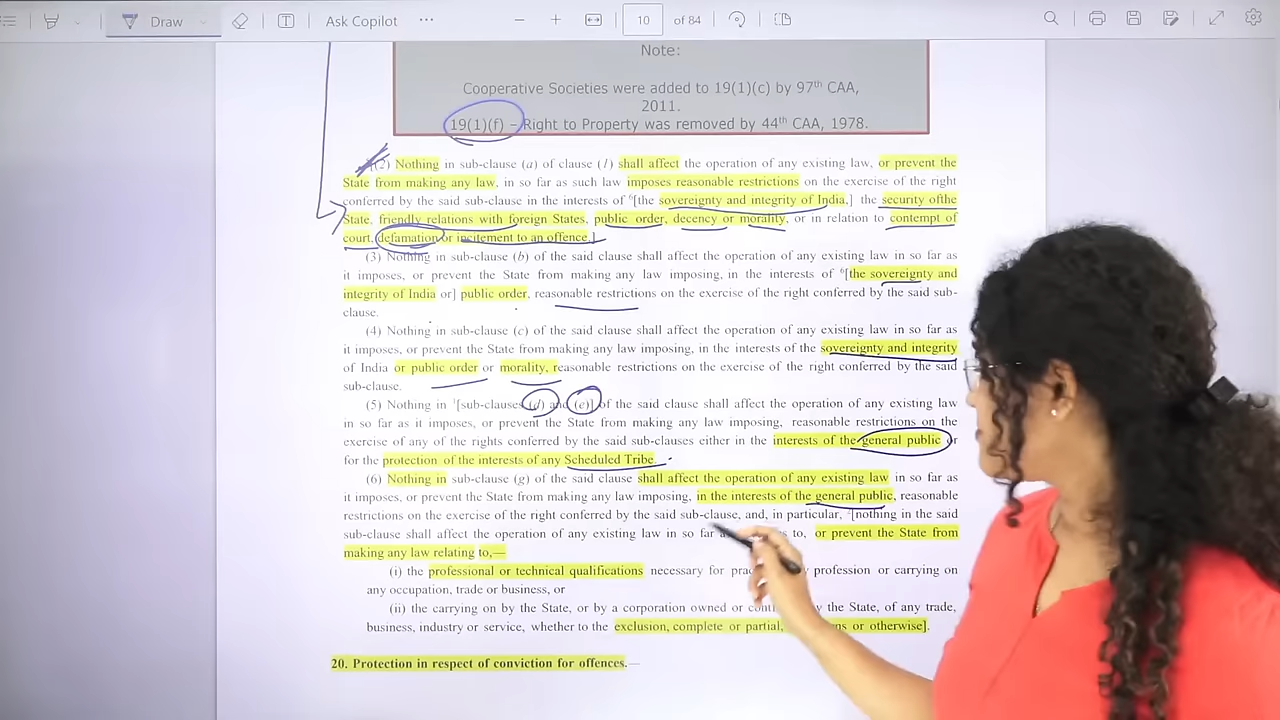 Draw
Ask Copilot
10 of 84
Note:
Cooperative Societies were added to 19(1)(c) by 97th CAA,
2011.
19(1)(f) – Right to Property was removed by 44th CAA, 1978.
(2) Nothing in sub-clause (a) of clause (1) shall affect the operation of any existing law, or prevent the
State from making any law, in so far as such law imposes reasonable restrictions on the exercise of the right
conferred by the said sub-clause in the interests of 6[the sovereignty and integrity of India,] the security ofthe
State, friendly relations with foreign States, public order, decency or morality, or in relation to contempt of
court, defamation or incitement to an offence.]
(3) Nothing in sub-clause (b) of the said clause shall affect the operation of any existing law in so far as
it imposes, or prevent the State from making any law imposing, in the interests of 6[the sovereignty and
integrity of India or] public order, reasonable restrictions on the exercise of the right conferred by the said sub-
clause.
(4) Nothing in sub-clause (c) of the said clause shall affect the operation of any existing law in so far as
it imposes, or prevent the State from making any law imposing, in the interests of the sovereignty and integrity
of India or public order or morality, reasonable restrictions on the exercise of the right conferred by the said
sub-clause.
(5) Nothing in 1[sub-clauses (d) and (e)] of the said clause shall affect the operation of any existing law
in so far as it imposes, or prevent the State from making any law imposing, reasonable restrictions on the
exercise of any of the rights conferred by the said sub-clauses either in the interests of the general public or
for the protection of the interests of any Scheduled Tribe.
(6) Nothing in sub-clause (g) of the said clause shall affect the operation of any existing law in so far as
it imposes, or prevent the State from making any law imposing, in the interests of the general public, reasonable
restrictions on the exercise of the right conferred by the said sub-clause, and, in particular, 2[nothing in the said
sub-clause shall affect the operation of any existing law in so far to, or prevent the State from
making any law relating to,—
(i) the professional or technical qualifications necessary for profession or carrying on
any occupation, trade or business, or
(ii) the carrying on by the State, or by a corporation owned or the State, of any trade,
business, industry or service, whether to the exclusion, complete or partial, or otherwise].
20. Protection in respect of conviction for offences.—